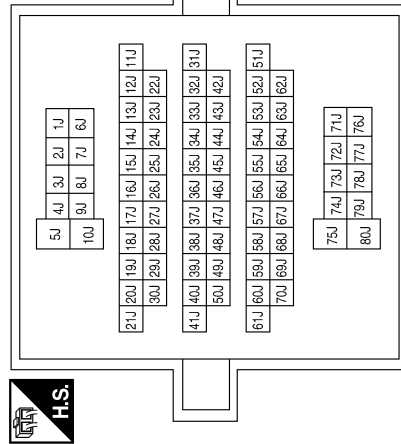 H.S.
5J 4J 3J 2J 1J
10J 9J 8J 7J 6J
21J 20J 19J 18J 17J 16J 15J 14J 13J 12J 11J
30J 29J 28J 27J 26J 25J 24J 23J 22J
41J 40J 39J 38J 37J 36J 35J 34J 33J 32J 31J
50J 49J 48J 47J 46J 45J 44J 43J 42J
61J 60J 59J 58J 57J 56J 55J 54J 53J 52J 51J
70J 69J 68J 67J 66J 65J 64J 63J 62J
75J 74J 73J 72J 71J
80J 79J 78J 77J 76J